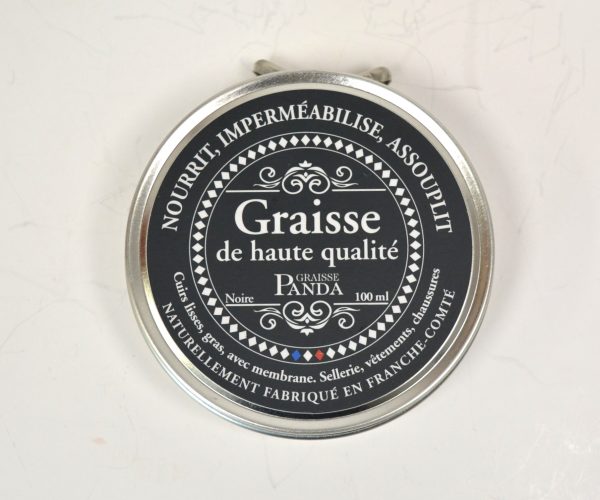 NOURRIT, IMPERMÉABILISE, ASSOUPLIT
Graisse
de haute qualité
GRAISSE
PANDA
Noire
100 ml
Cuirs lisses, gras, avec membrane. Sellerie, vêtements, chaussures
NATURELLEMENT FABRIQUÉ EN FRANCHE-COMTÉ